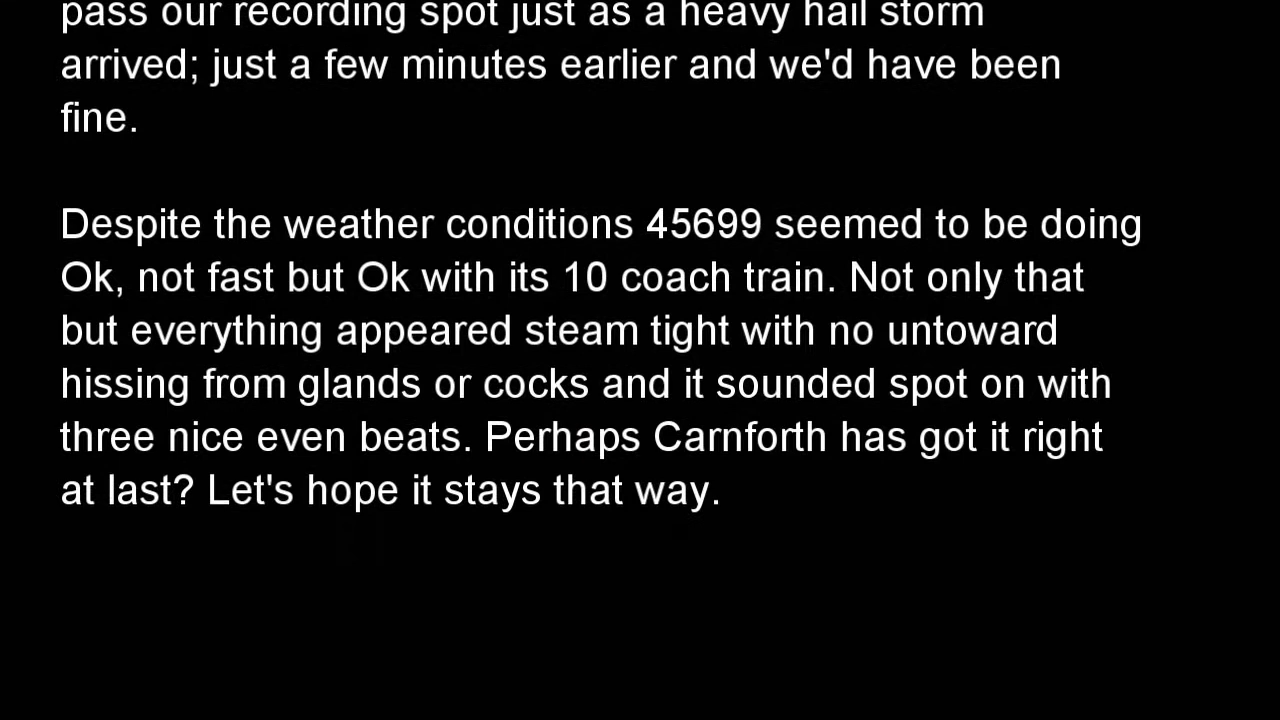 pass our recording spot just as a heavy hail storm
arrived; just a few minutes earlier and we'd have been
fine.
Despite the weather conditions 45699 seemed to be doing
Ok, not fast but Ok with its 10 coach train. Not only that
but everything appeared steam tight with no untoward
hissing from glands or cocks and it sounded spot on with
three nice even beats. Perhaps Carnforth has got it right
at last? Let's hope it stays that way.